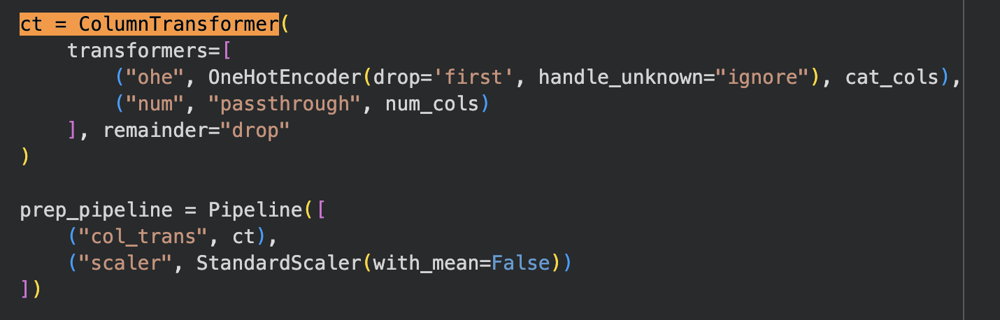 ct = ColumnTransformer(
    transformers=[
        ("ohe", OneHotEncoder(drop='first', handle_unknown="ignore"), cat_cols),
        ("num", "passthrough", num_cols)
    ], remainder="drop"
)

prep_pipeline = Pipeline([
    ("col_trans", ct),
    ("scaler", StandardScaler(with_mean=False))
])